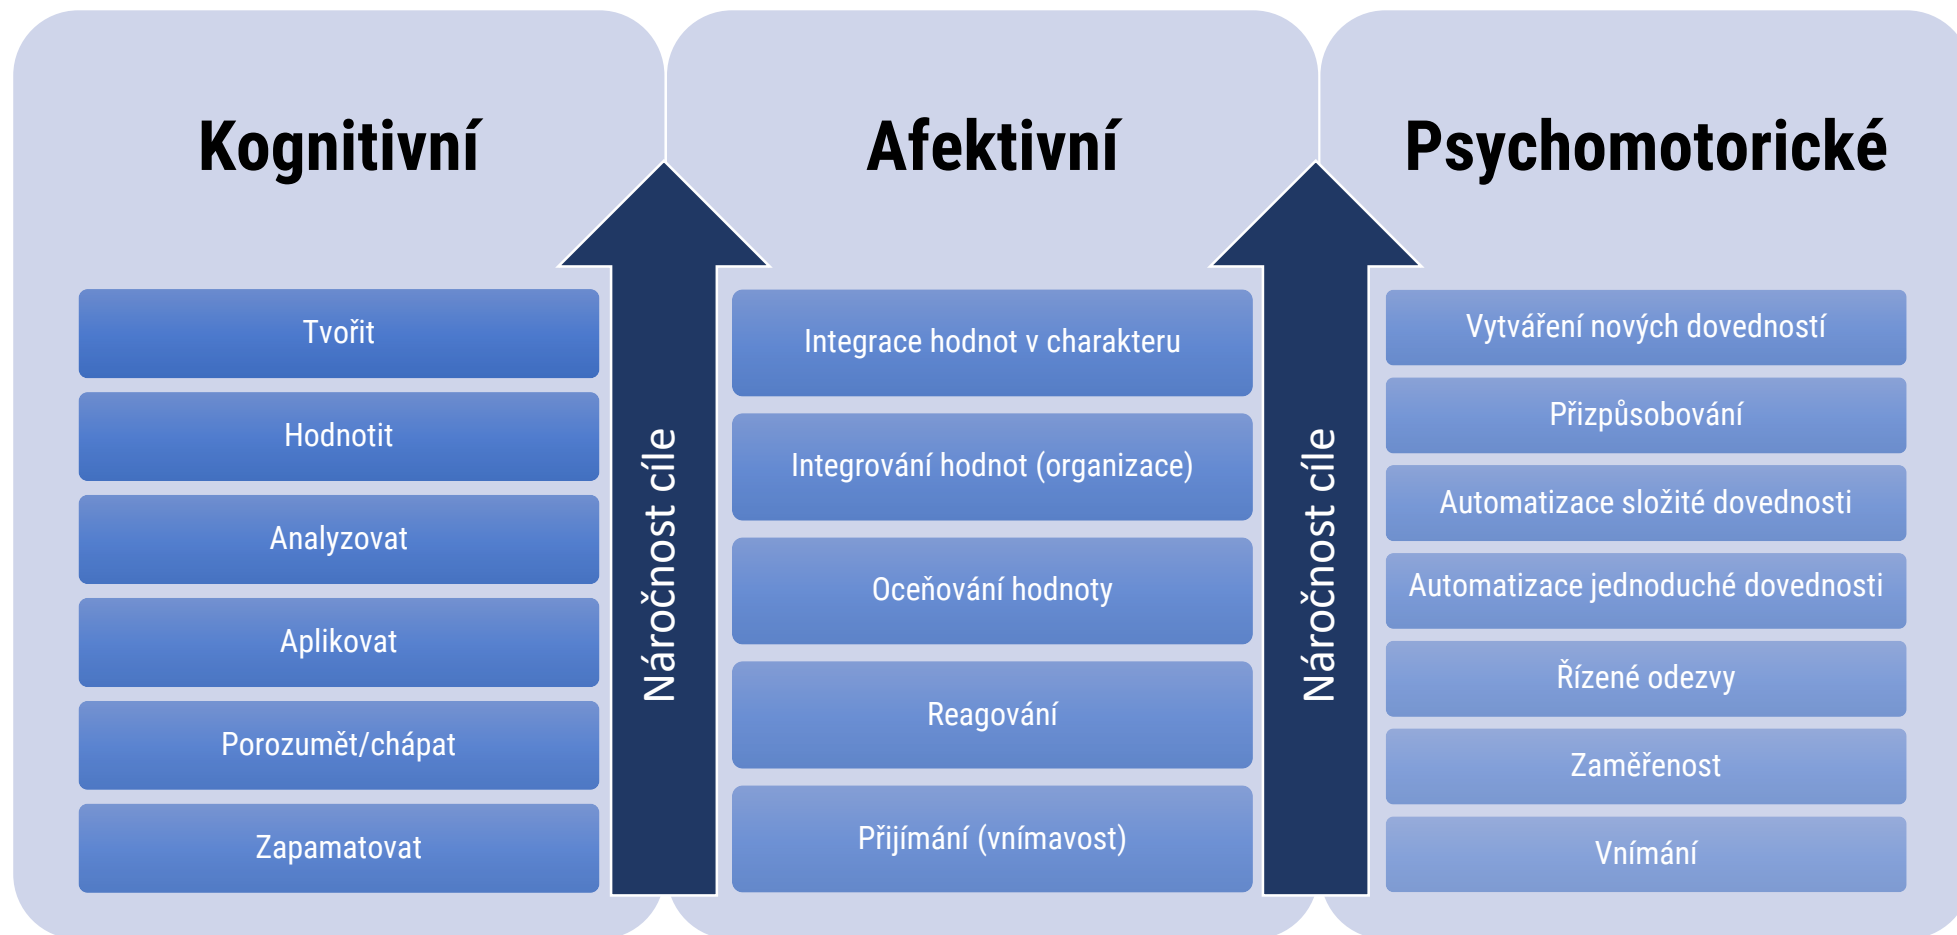 Kognitivní
Tvořit
Hodnotit
Analyzovat
Aplikovat
Porozumět/chápat
Zapamatovat
Náročnost cíle
Afektivní
Integrace hodnot v charakteru
Integrování hodnot (organizace)
Oceňování hodnoty
Reagování
Přijímání (vnímavost)
Náročnost cíle
Psychomotorické
Vytváření nových dovedností
Přizpůsobování
Automatizace složité dovednosti
Automatizace jednoduché dovednosti
Řízené odezvy
Zaměřenost
Vnímání